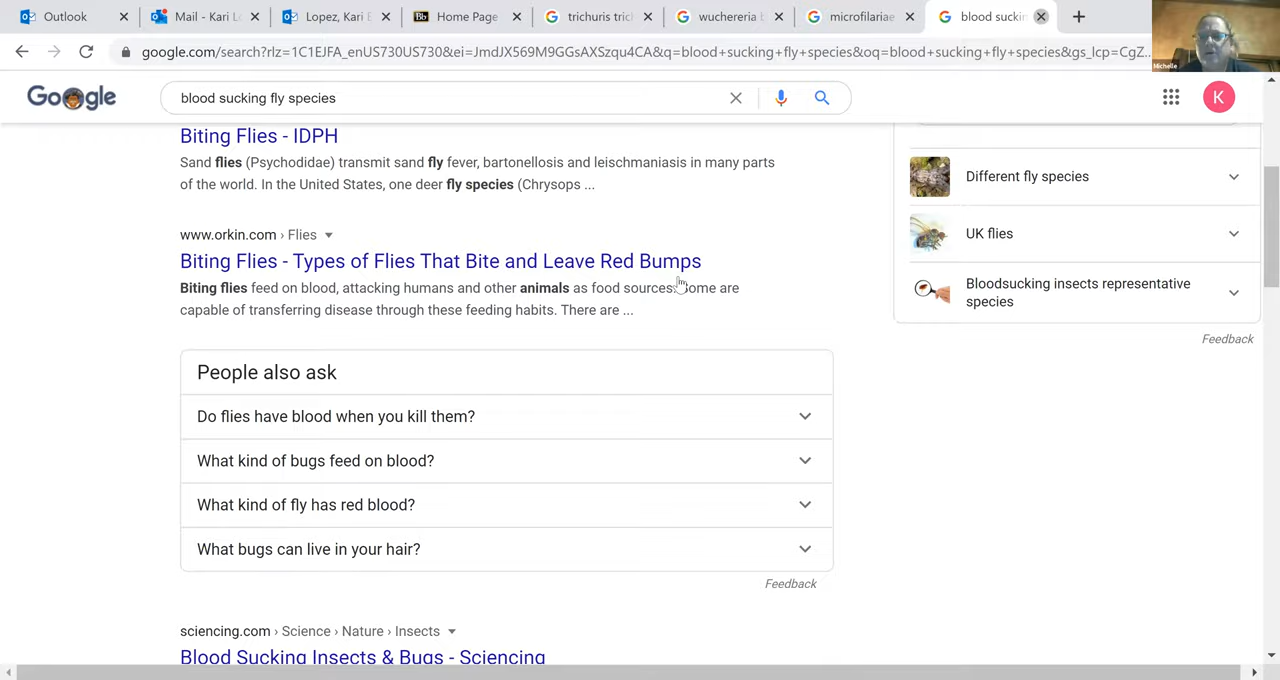 Outlook
Mail - Kari L
Lopez, Kari E
Bb Home Page
trichuris tric
wuchereria b
microfilariae
blood suckin
google.com/search?rlz=1C1EJFA_enUS730US730&ei=JmdJX569M9GGsAXSzqu4CA&q=blood+sucking+fly+species&oq=blood+sucking+fly+species&gs_lcp=CgZ...
Michelle
Google
blood sucking fly species
K
Biting Flies - IDPH
Sand flies (Psychodidae) transmit sand fly fever, bartonellosis and leischmaniasis in many parts
of the world. In the United States, one deer fly species (Chrysops ...
www.orkin.com › Flies
Biting Flies - Types of Flies That Bite and Leave Red Bumps
Biting flies feed on blood, attacking humans and other animals as food sources. Some are
capable of transferring disease through these feeding habits. There are ...
People also ask
Do flies have blood when you kill them?
What kind of bugs feed on blood?
What kind of fly has red blood?
What bugs can live in your hair?
Feedback
sciencing.com › Science › Nature › Insects
Blood Sucking Insects & Bugs - Sciencing
Different fly species
UK flies
Bloodsucking insects representative
species
Feedback